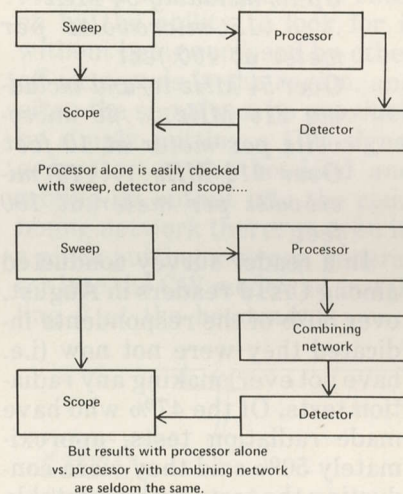 Sweep
Processor
Scope
Detector
Processor alone is easily checked
with sweep, detector and scope....
Sweep
Processor
Combining
network
Scope
Detector
But results with processor alone
vs. processor with combining network
are seldom the same.